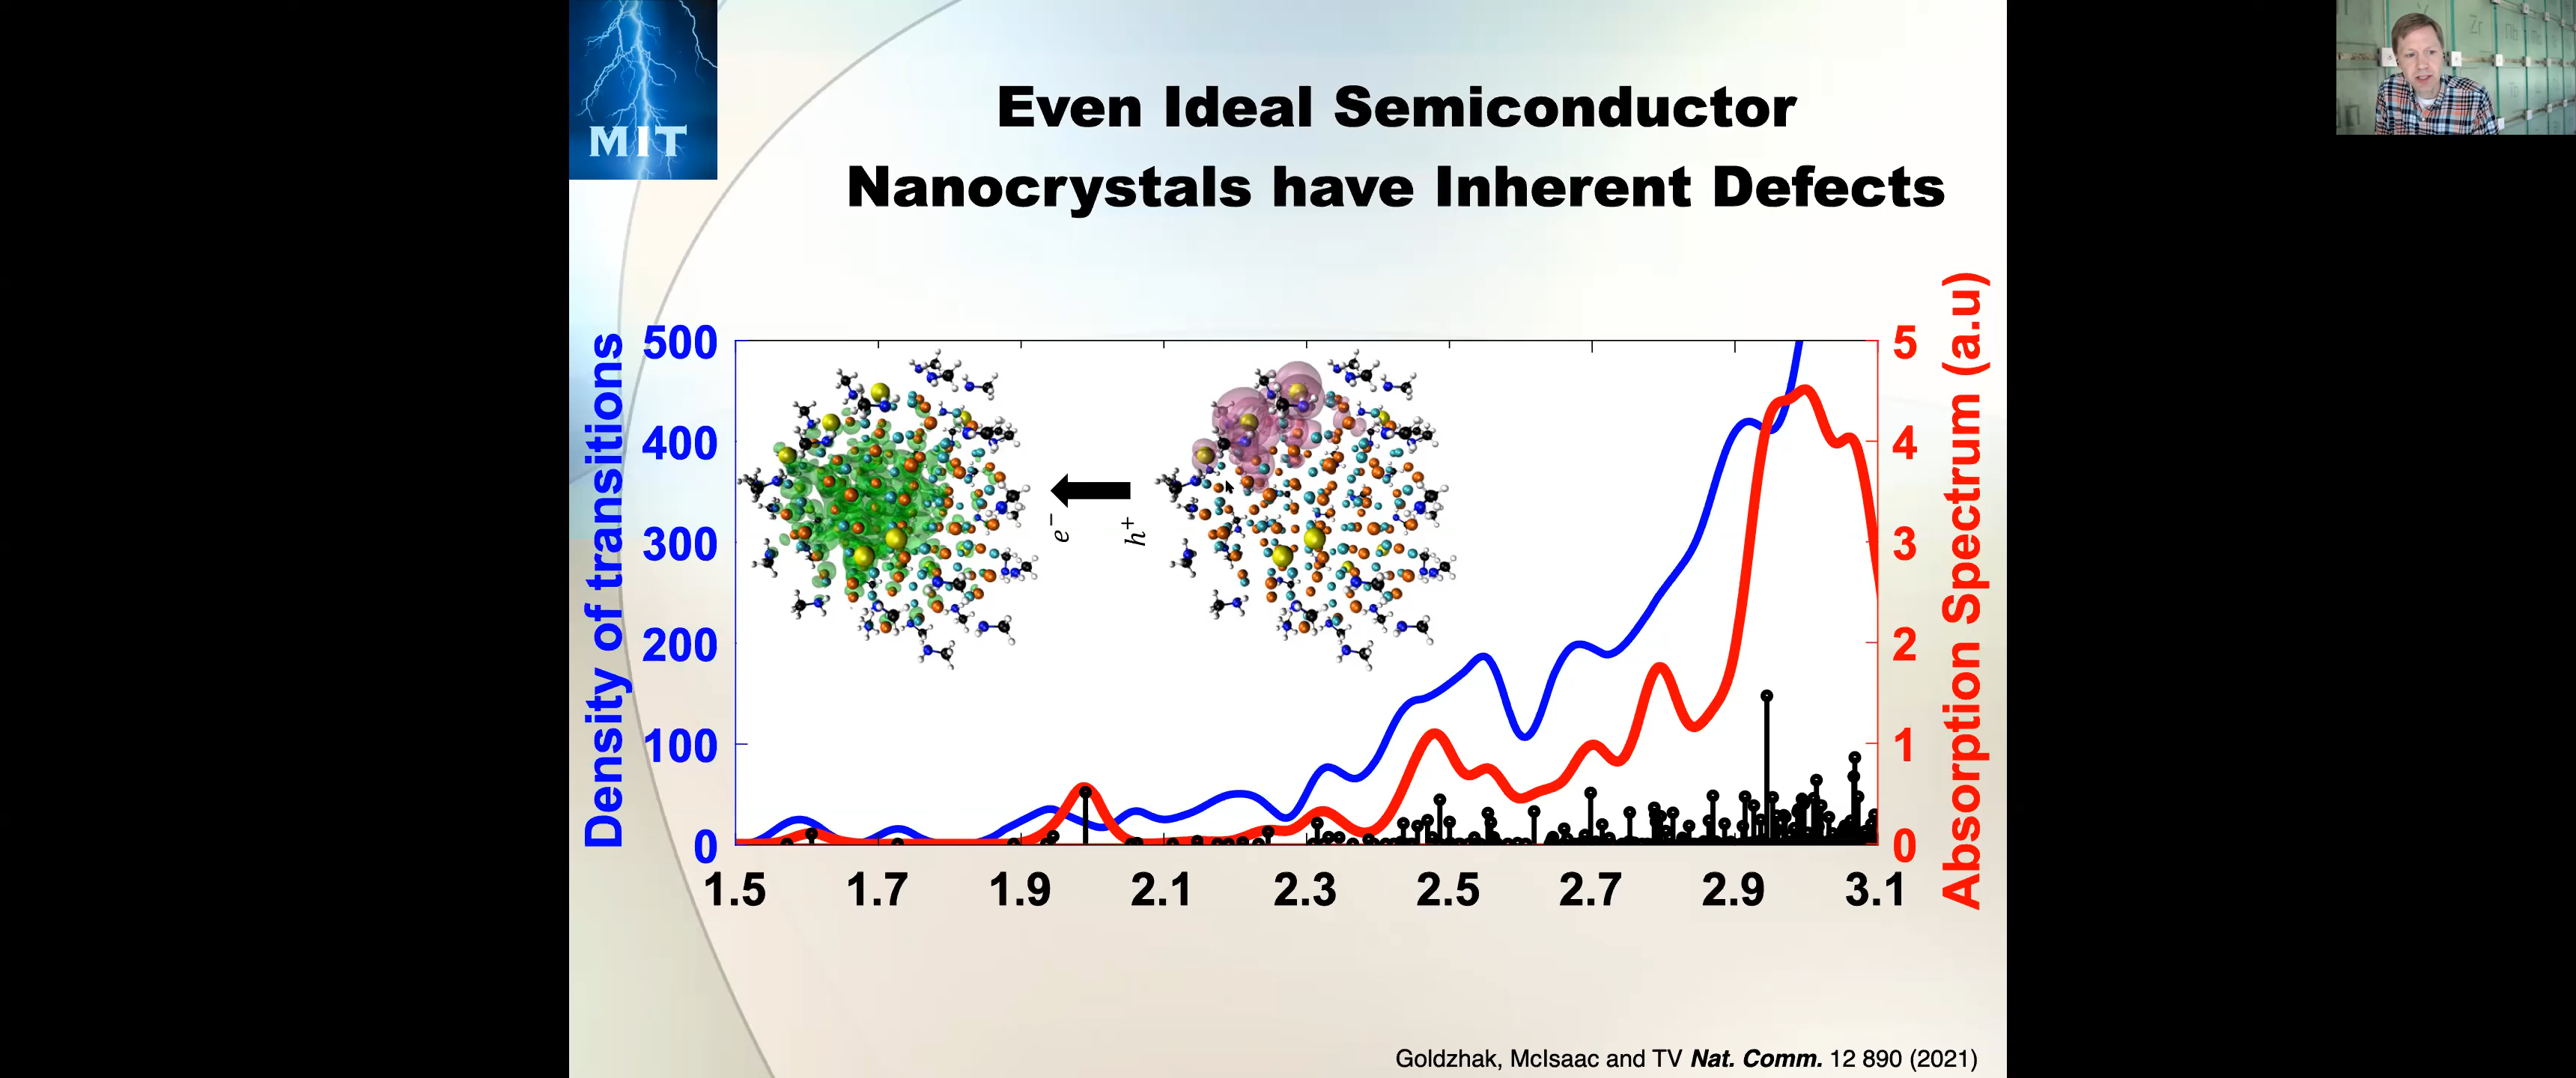 MIT
Even Ideal Semiconductor
Nanocrystals have Inherent Defects
Density of transitions
500
400
300
200
100
0
e⁻
h⁺
5
4
3
2
1
0
Absorption Spectrum (a.u)
1.5 1.7 1.9 2.1 2.3 2.5 2.7 2.9 3.1
Goldzhak, McIsaac and TV Nat. Comm. 12 890 (2021)
Zr